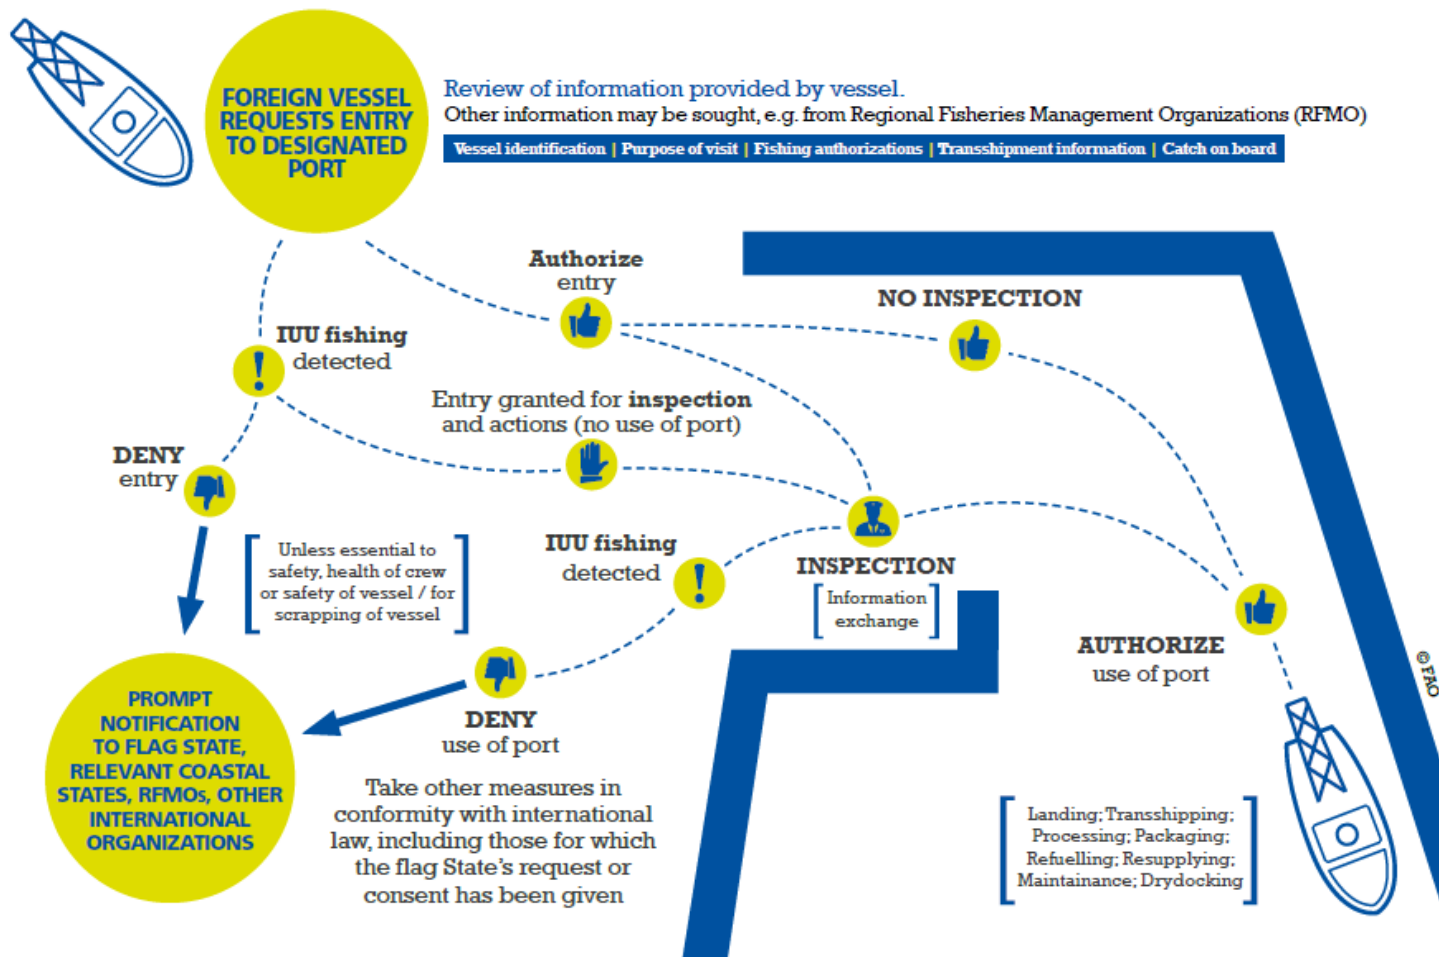 FOREIGN VESSEL
REQUESTS ENTRY
TO DESIGNATED
PORT
Review of information provided by vessel.
Other information may be sought, e.g. from Regional Fisheries Management Organizations (RFMO)
Vessel identification | Purpose of visit | Fishing authorizations | Transshipment information | Catch on board
Authorize
entry
NO INSPECTION
IUU fishing
detected
Entry granted for inspection
and actions (no use of port)
DENY
entry
Unless essential to
safety, health of crew
or safety of vessel / for
scrapping of vessel
IUU fishing
detected
INSPECTION
Information
exchange
AUTHORIZE
use of port
© FAO
PROMPT
NOTIFICATION
TO FLAG STATE,
RELEVANT COASTAL
STATES, RFMOs, OTHER
INTERNATIONAL
ORGANIZATIONS
DENY
use of port
Take other measures in
conformity with international
law, including those for which
the flag State's request or
consent has been given
Landing; Transshipping;
Processing; Packaging;
Refuelling; Resupplying;
Maintainance; Drydocking